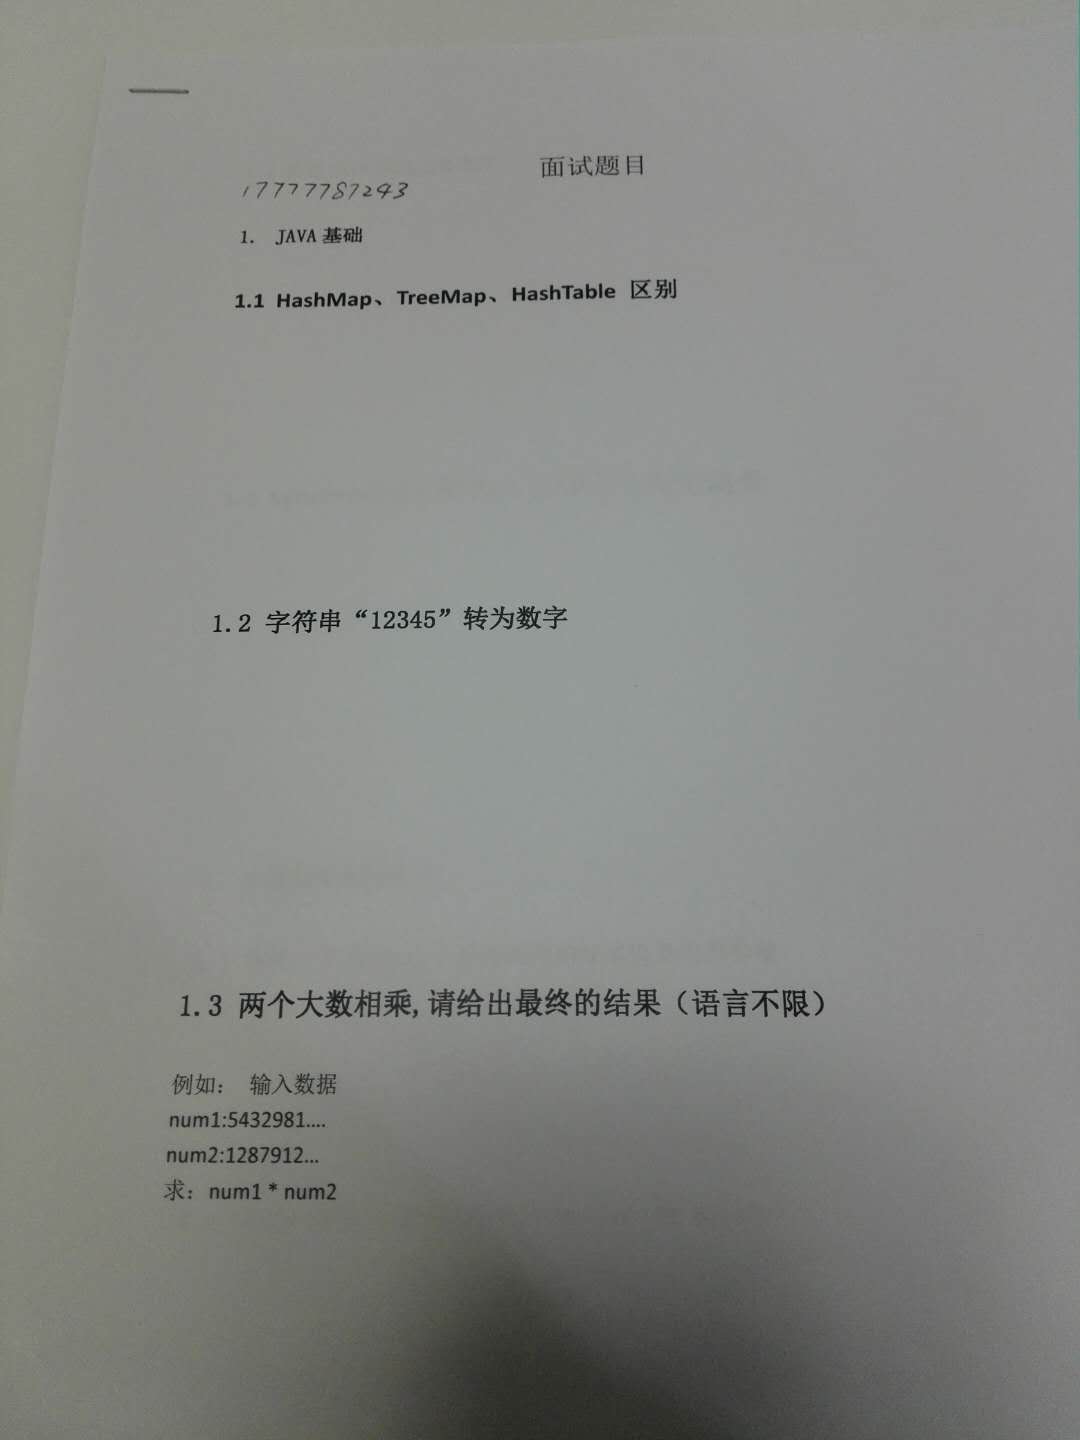 面试题目
17777787243
1. JAVA 基础
1.1 HashMap、TreeMap、HashTable 区别
1.2 字符串“12345”转为数字
1.3 两个大数相乘,请给出最终的结果（语言不限）
例如： 输入数据
num1:5432981....
num2:1287912...
求：num1 * num2